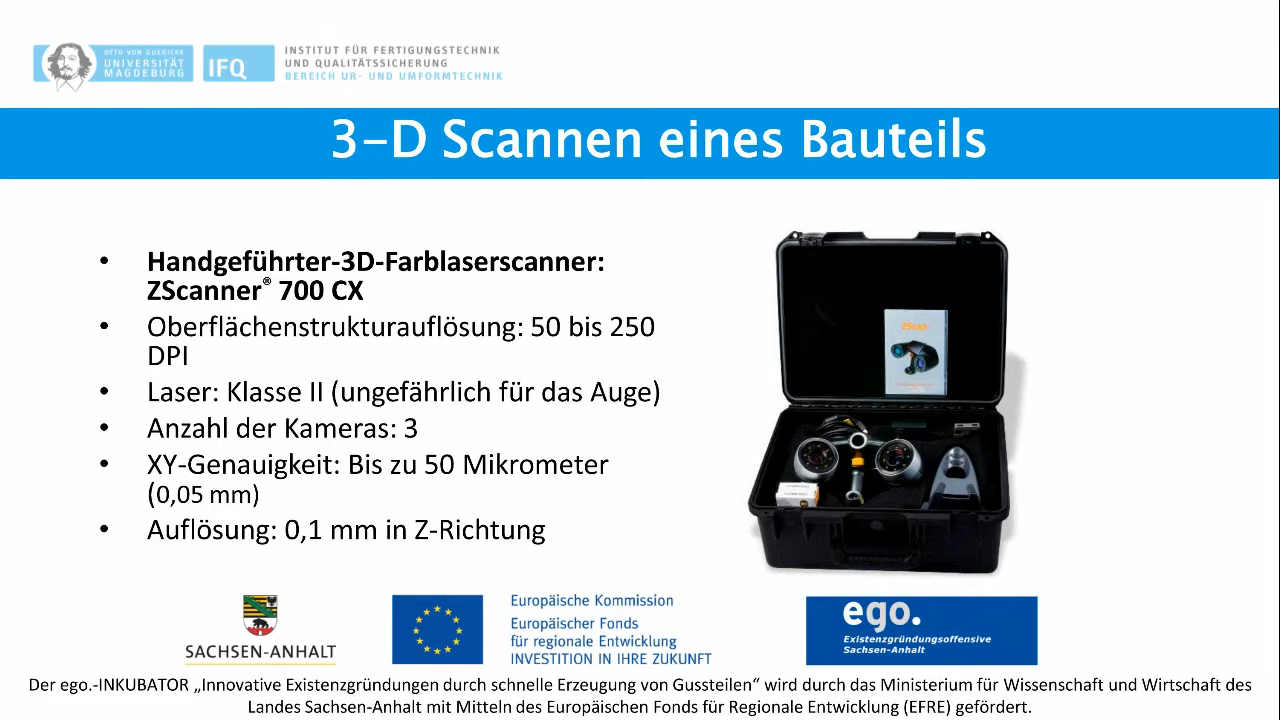 OTTO VON GUERICKE
UNIVERSITÄT
MAGDEBURG
IFQ
INSTITUT FÜR FERTIGUNGSTECHNIK
UND QUALITÄTSSICHERUNG
BEREICH UR- UND UMFORMTECHNIK
3-D Scannen eines Bauteils
• Handgeführter-3D-Farblaserscanner:
ZScanner® 700 CX
• Oberflächenstrukturauflösung: 50 bis 250
DPI
• Laser: Klasse II (ungefährlich für das Auge)
• Anzahl der Kameras: 3
• XY-Genauigkeit: Bis zu 50 Mikrometer
(0,05 mm)
• Auflösung: 0,1 mm in Z-Richtung
ZScan
SACHSEN-ANHALT
Europäische Kommission
Europäischer Fonds
für regionale Entwicklung
INVESTITION IN IHRE ZUKUNFT
ego.
Existenzgründungsoffensive
Sachsen-Anhalt
Der ego.-INKUBATOR „Innovative Existenzgründungen durch schnelle Erzeugung von Gussteilen“ wird durch das Ministerium für Wissenschaft und Wirtschaft des
Landes Sachsen-Anhalt mit Mitteln des Europäischen Fonds für Regionale Entwicklung (EFRE) gefördert.